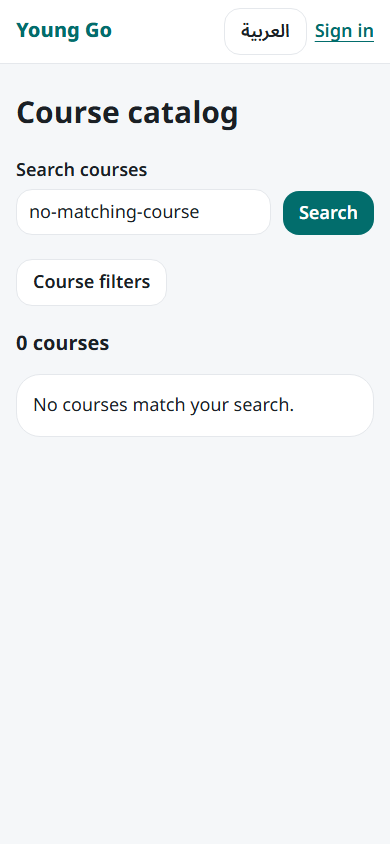 Young Go
العربية
Sign in
Course catalog
Search courses
no-matching-course
Search
Course filters
0 courses
No courses match your search.